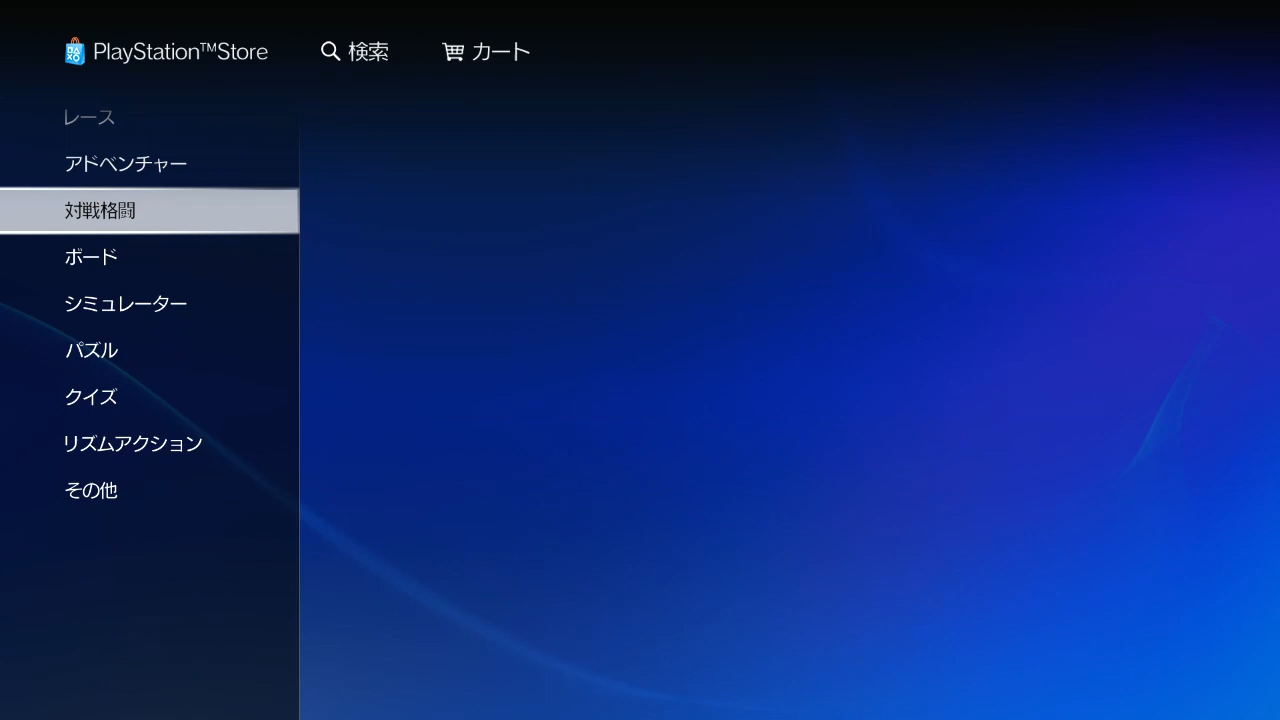 PlayStation™Store 検索 カート
レース
アドベンチャー
対戦格闘
ボード
シミュレーター
パズル
クイズ
リズムアクション
その他